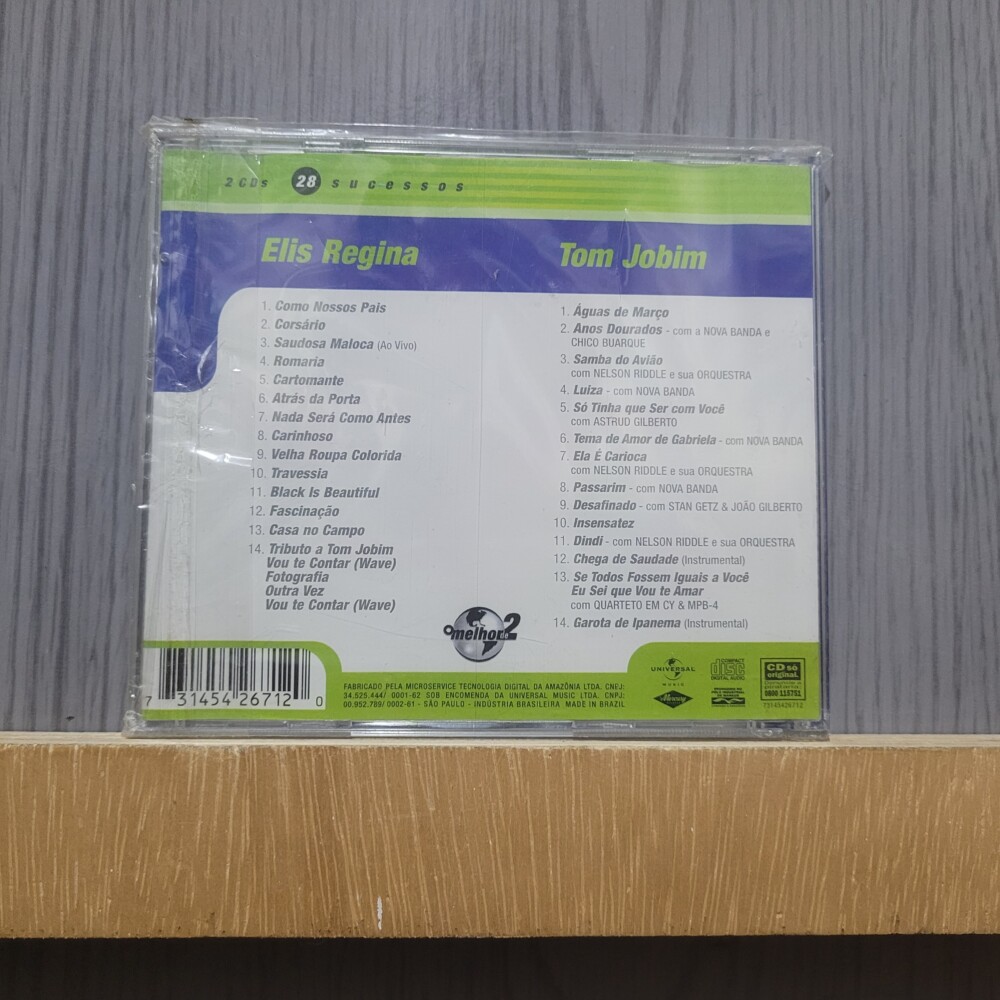 2 CDs 28 sucessos
Elis Regina
1. Como Nossos Pais
2. Corsário
3. Saudosa Maloca (Ao Vivo)
4. Romaria
5. Cartomante
6. Atrás da Porta
7. Nada Será Como Antes
8. Carinhoso
9. Velha Roupa Colorida
10. Travessia
11. Black Is Beautiful
12. Fascinação
13. Casa no Campo
14. Tributo a Tom Jobim
Vou te Contar (Wave)
Fotografia
Outra Vez
Vou te Contar (Wave)
Tom Jobim
1. Águas de Março
2. Anos Dourados - com a NOVA BANDA e
CHICO BUARQUE
3. Samba do Avião
com NELSON RIDDLE e sua ORQUESTRA
4. Luiza - com NOVA BANDA
5. Só Tinha que Ser com Você
com ASTRUD GILBERTO
6. Tema de Amor de Gabriela - com NOVA BANDA
7. Ela É Carioca
com NELSON RIDDLE e sua ORQUESTRA
8. Passarim - com NOVA BANDA
9. Desafinado - com STAN GETZ & JOÃO GILBERTO
10. Insensatez
11. Dindi - com NELSON RIDDLE e sua ORQUESTRA
12. Chega de Saudade (Instrumental)
13. Se Todos Fossem Iguais a Você
Eu Sei que Vou te Amar
com QUARTETO EM CY & MPB-4
14. Garota de Ipanema (Instrumental)
o melhor de 2
7 31454 26712 0
FABRICADO PELA MICROSERVICE TECNOLOGIA DIGITAL DA AMAZÔNIA LTDA. CNPJ:
34.525.444/ 0001-62 SOB ENCOMENDA DA UNIVERSAL MUSIC LTDA. CNPJ:
00.952.789/ 0002-61 - SÃO PAULO - INDÚSTRIA BRASILEIRA MADE IN BRAZIL
UNIVERSAL
MUSIC
Mercury
COMPACT
disc
DIGITAL AUDIO
CD só
original.
0800 115751
73145426712